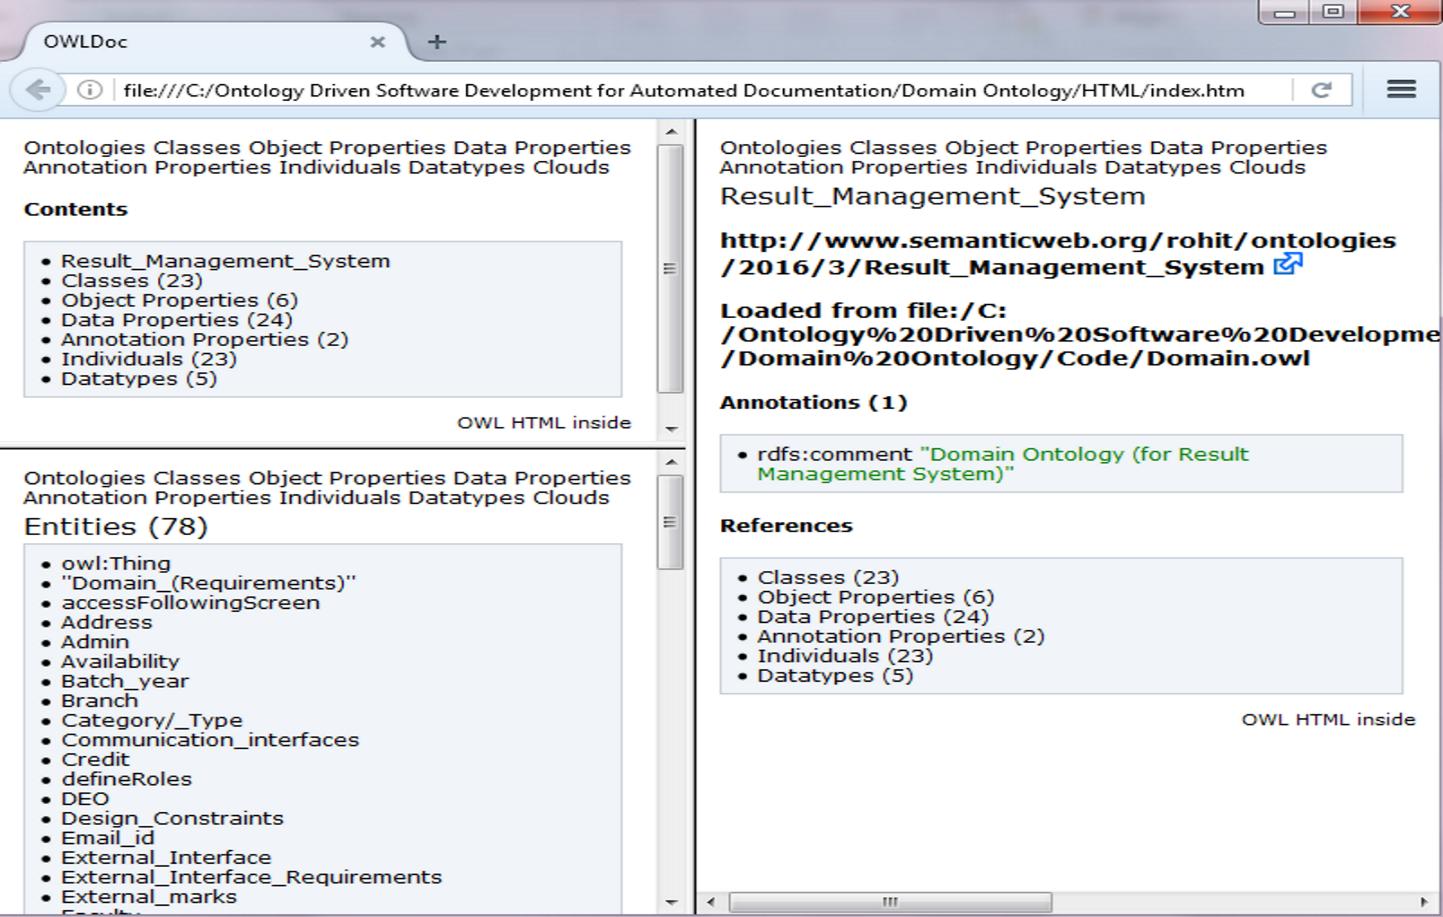 OWLDoc
file:///C:/Ontology Driven Software Development for Automated Documentation/Domain Ontology/HTML/index.htm
Ontologies Classes Object Properties Data Properties
Annotation Properties Individuals Datatypes Clouds
Contents
Result_Management_System
Classes (23)
Object Properties (6)
Data Properties (24)
Annotation Properties (2)
Individuals (23)
Datatypes (5)
OWL HTML inside
Ontologies Classes Object Properties Data Properties
Annotation Properties Individuals Datatypes Clouds
Entities (78)
owl:Thing
"Domain_(Requirements)"
accessFollowingScreen
Address
Admin
Availability
Batch_year
Branch
Category/_Type
Communication_interfaces
Credit
defineRoles
DEO
Design_Constraints
Email_id
External_Interface
External_Interface_Requirements
External_marks
Ontologies Classes Object Properties Data Properties
Annotation Properties Individuals Datatypes Clouds
Result_Management_System
http://www.semanticweb.org/rohit/ontologies
/2016/3/Result_Management_System
Loaded from file:/C:
/Ontology%20Driven%20Software%20Developme
/Domain%20Ontology/Code/Domain.owl
Annotations (1)
rdfs:comment "Domain Ontology (for Result
Management System)"
References
Classes (23)
Object Properties (6)
Data Properties (24)
Annotation Properties (2)
Individuals (23)
Datatypes (5)
OWL HTML inside